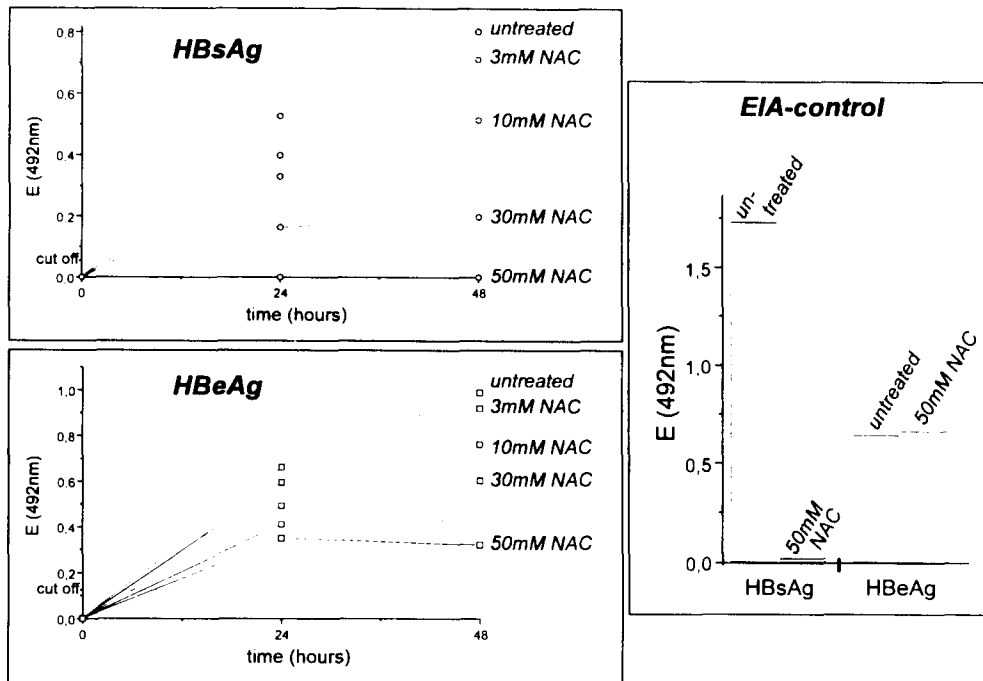 HBsAg
E (492nm)
0,8
0,6
0,4
0,2
cut off
0,0
0
24
48
time (hours)
untreated
3mM NAC
10mM NAC
30mM NAC
50mM NAC
HBeAg
E (492nm)
1,0
0,8
0,6
0,4
0,2
cut off
0,0
0
24
48
time (hours)
untreated
3mM NAC
10mM NAC
30mM NAC
50mM NAC
EIA-control
E (492nm)
1,5
1,0
0,5
0,0
un-
treated
50mM
NAC
untreated
50mM NAC
HBsAg
HBeAg